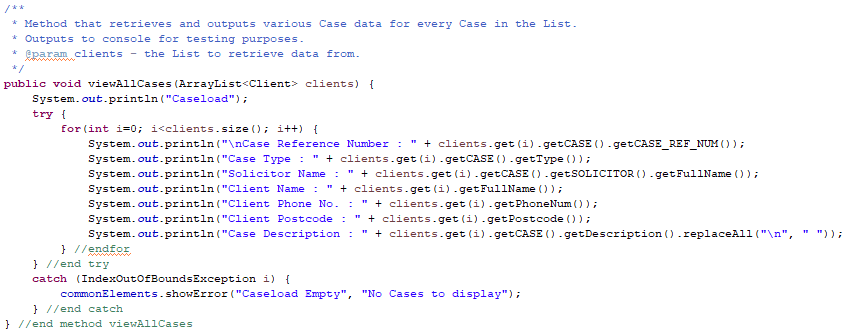 /**
 * Method that retrieves and outputs various Case data for every Case in the List.
 * Outputs to console for testing purposes.
 * @param clients - the List to retrieve data from.
 */
public void viewAllCases(ArrayList<Client> clients) {
    System.out.println("Caseload");
    try {
        for(int i=0; i<clients.size(); i++) {
            System.out.println("\nCase Reference Number : " + clients.get(i).getCASE().getCASE_REF_NUM());
            System.out.println("Case Type : " + clients.get(i).getCASE().getType());
            System.out.println("Solicitor Name : " + clients.get(i).getCASE().getSOLICITOR().getFullName());
            System.out.println("Client Name : " + clients.get(i).getFullName());
            System.out.println("Client Phone No. : " + clients.get(i).getPhoneNum());
            System.out.println("Client Postcode : " + clients.get(i).getPostcode());
            System.out.println("Case Description : " + clients.get(i).getCASE().getDescription().replaceAll("\n", " "));
        } //endfor
    } //end try
    catch (IndexOutOfBoundsException i) {
        commonElements.showError("Caseload Empty", "No Cases to display");
    } //end catch
} //end method viewAllCases